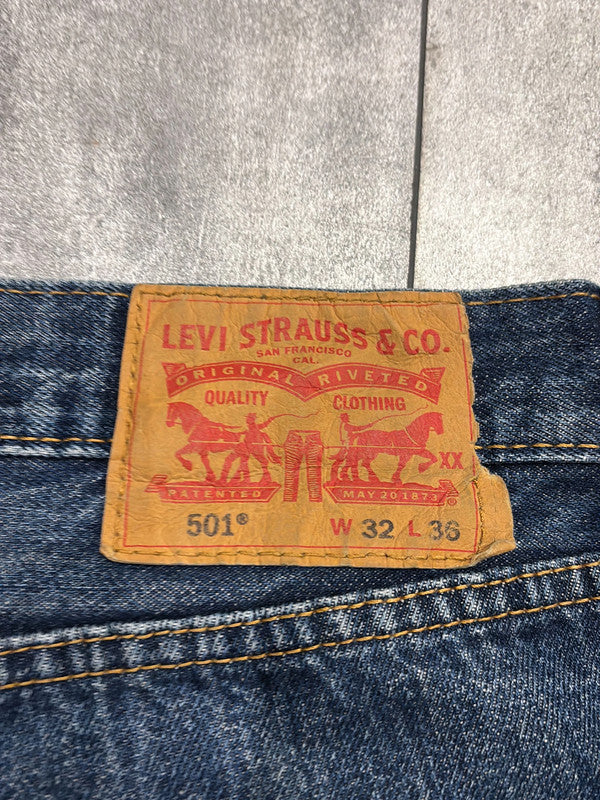 LEVI STRAUSS & CO.
SAN FRANCISCO
CAL.
ORIGINAL RIVETED
QUALITY CLOTHING
XX
PATENTED MAY 20 1873
®
501® W 32 L 36